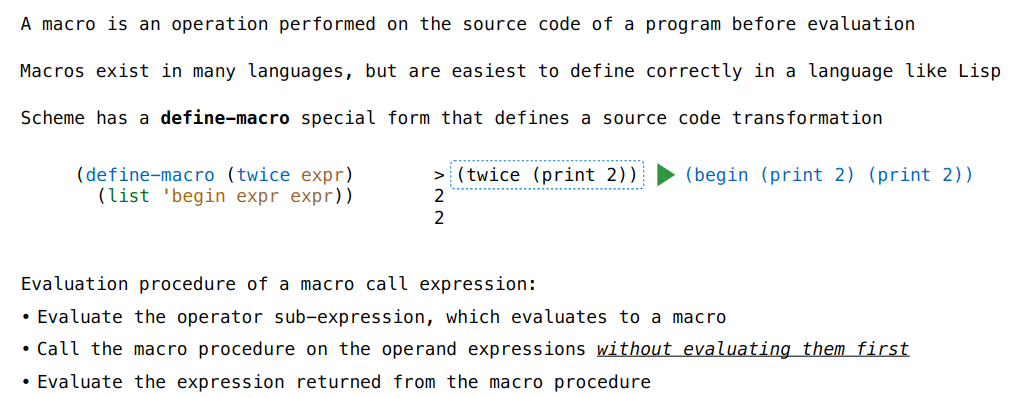 A macro is an operation performed on the source code of a program before evaluation
Macros exist in many languages, but are easiest to define correctly in a language like Lisp
Scheme has a define-macro special form that defines a source code transformation
(define-macro (twice expr)
(list 'begin expr expr))
> (twice (print 2)) (begin (print 2) (print 2))
2
2
Evaluation procedure of a macro call expression:
• Evaluate the operator sub-expression, which evaluates to a macro
• Call the macro procedure on the operand expressions without evaluating them first
• Evaluate the expression returned from the macro procedure